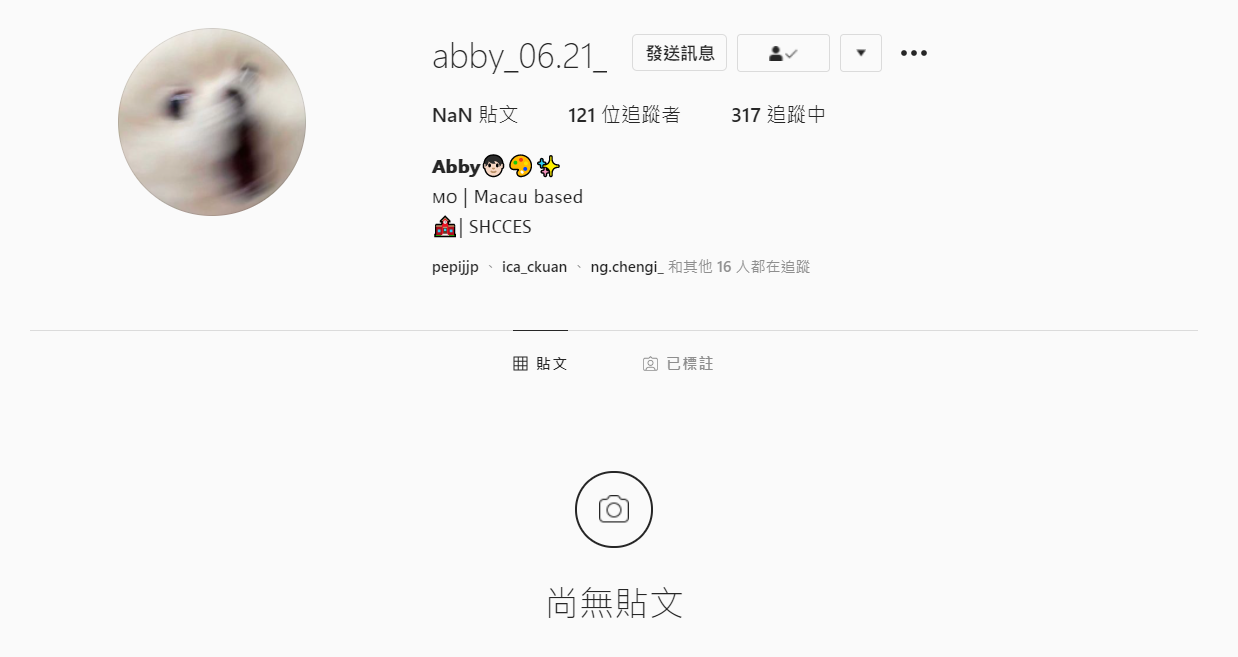 abby_06.21_ 發送訊息
NaN 貼文 121 位追蹤者 317 追蹤中
Abby👦🏻🎨✨
ᴍᴏ | Macau based
🏫| SHCCES
pepijjp 、 ica_ckuan 、 ng.chengi_ 和其他 16 人都在追蹤
貼文 已標註
尚無貼文